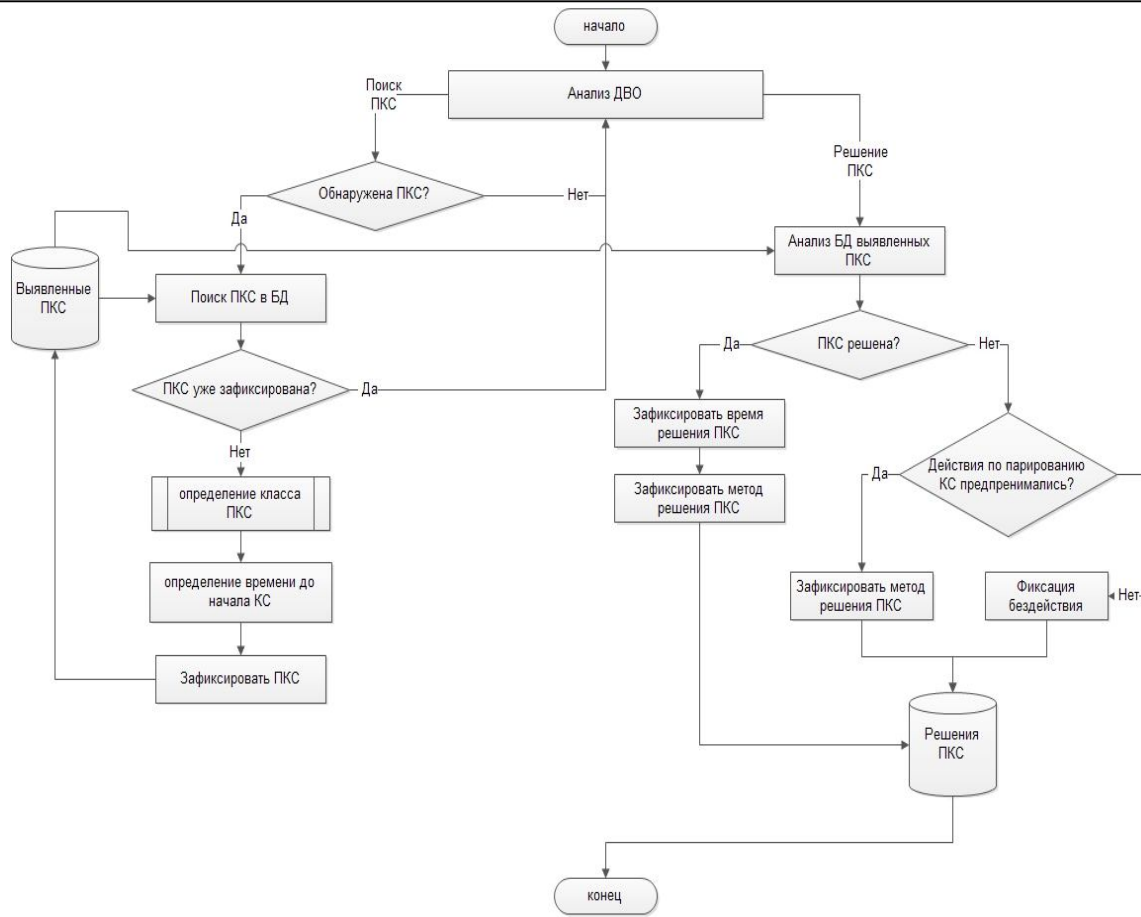 начало
Анализ ДВО
Поиск
ПКС
Решение
ПКС
Обнаружена ПКС?
Нет
Да
Анализ БД выявленных
ПКС
Выявленные
ПКС
Поиск ПКС в БД
Да
ПКС решена?
Нет
ПКС уже зафиксирована?
Да
Зафиксировать время
решения ПКС
Нет
Да
Действия по парированию
КС предпренимались?
определение класса
ПКС
Зафиксировать метод
решения ПКС
определение времени до
начала КС
Зафиксировать метод
решения ПКС
Фиксация
бездействия
Нет
Зафиксировать ПКС
Решения
ПКС
конец